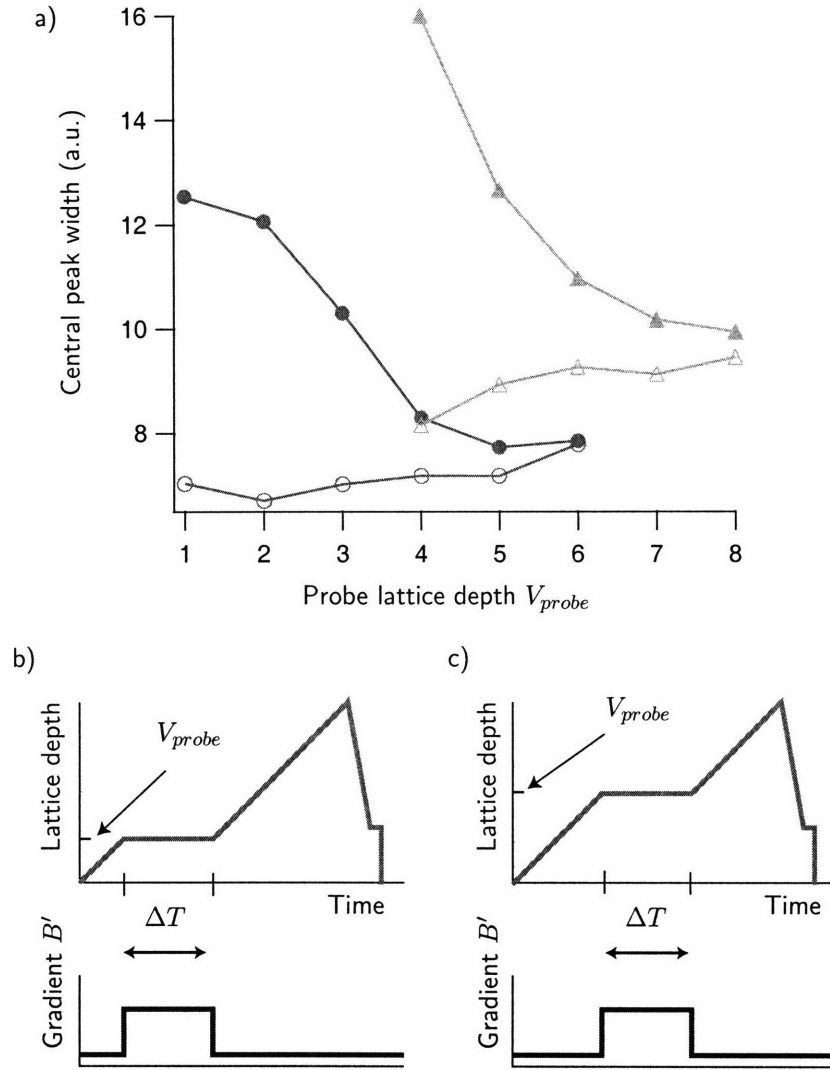 a)
16
14
12
10
8
Central peak width (a.u.)
1 2 3 4 5 6 7 8
Probe lattice depth V_probe
b)
Lattice depth
V_probe
Time
ΔT
Gradient B′
c)
Lattice depth
V_probe
Time
ΔT
Gradient B′